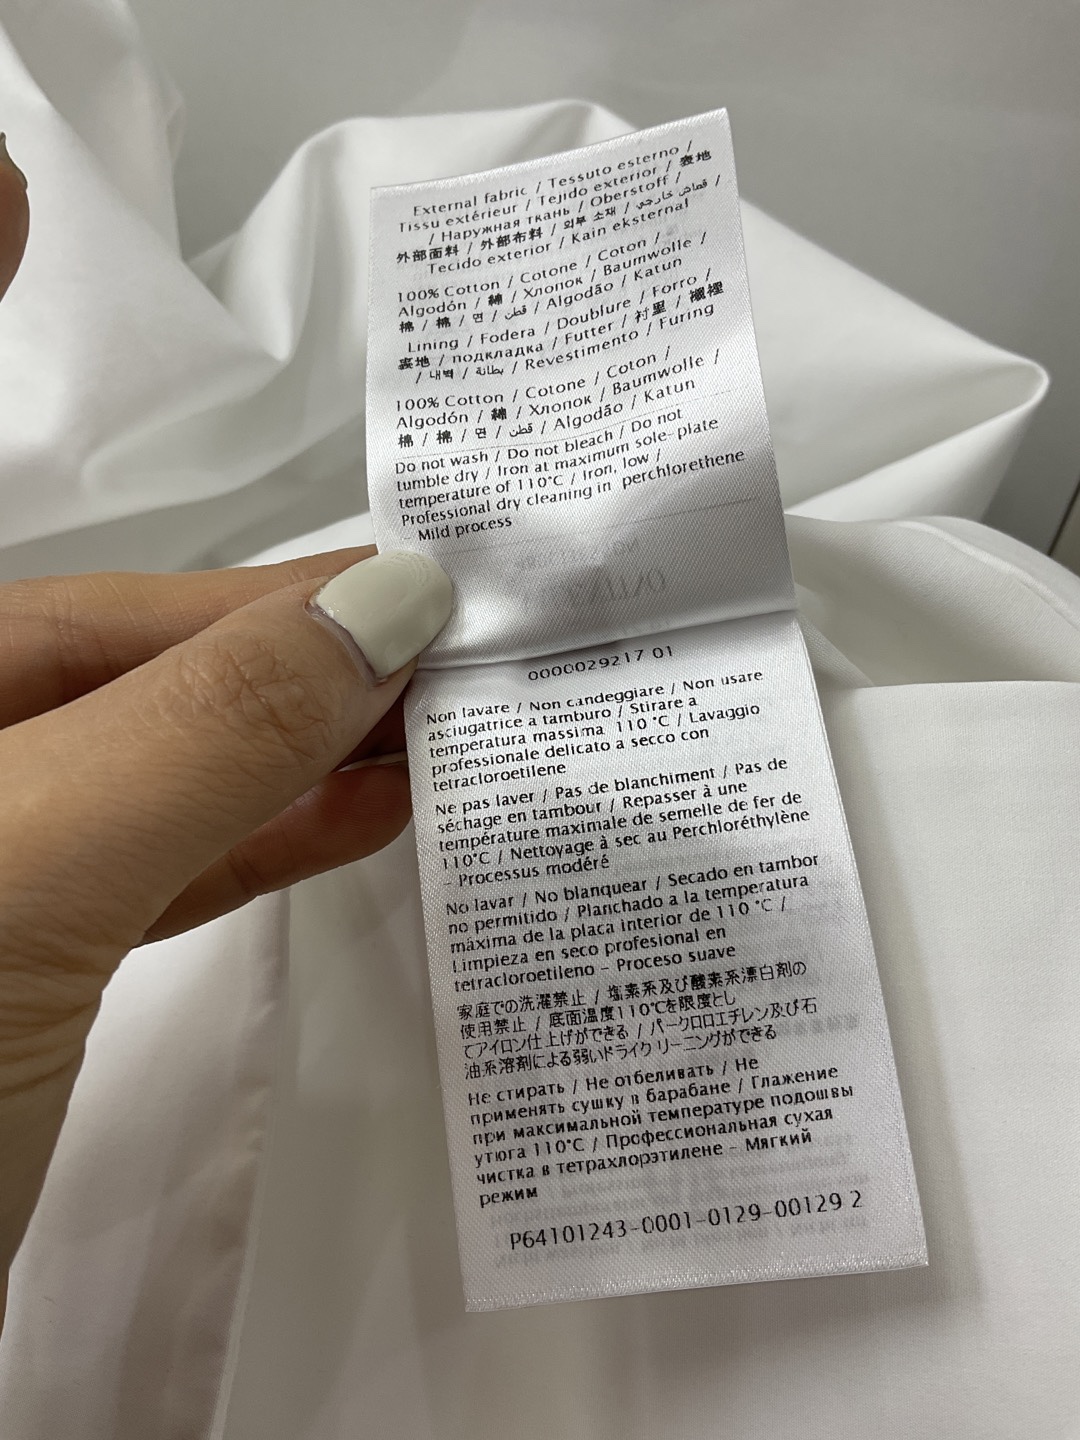 External fabric / Tessuto esterno /
Tissu extérieur / Tejido exterior / 表地
/ Наружная ткань / Oberstoff /
外部面料 / 外部布料 / 외부 소재 / قماش خارجي /
Tecido exterior / Kain eksternal
100% Cotton / Cotone / Coton /
Algodón / 綿 / Хлопок / Baumwolle /
棉 / 棉 / 면 / قطن / Algodão / Katun
Lining / Fodera / Doublure / Forro /
裏地 / подкладка / Futter / 衬里 / 襯裡
/ 내벽 / بطانة / Revestimento / Furing
100% Cotton / Cotone / Coton /
Algodón / 綿 / Хлопок / Baumwolle /
棉 / 棉 / 면 / قطن / Algodão / Katun
Do not wash / Do not bleach / Do not
tumble dry / Iron at maximum sole- plate
temperature of 110°C / Iron, low /
Professional dry cleaning in perchlorethene
- Mild process
0000029217 01
Non lavare / Non candeggiare / Non usare
asciugatrice a tamburo / Stirare a
temperatura massima 110 °C / Lavaggio
professionale delicato a secco con
tetracloroetilene
Ne pas laver / Pas de blanchiment / Pas de
séchage en tambour / Repasser à une
température maximale de semelle de fer de
110°C / Nettoyage à sec au Perchloréthylène
- Processus modéré
No lavar / No blanquear / Secado en tambor
no permitido / Planchado a la temperatura
máxima de la placa interior de 110 °C /
Limpieza en seco profesional en
tetracloroetileno - Proceso suave
家庭での洗濯禁止 / 塩素系及び酸素系漂白剤の
使用禁止 / 底面温度110℃を限度とし
てアイロン仕上げができる / パークロロエチレン及び石
油系溶剤による弱いドライクリーニングができる
Не стирать / Не отбеливать / Не
применять сушку в барабане / Глажение
при максимальной температуре подошвы
утюга 110°C / Профессиональная сухая
чистка в тетрахлорэтилене - Мягкий
режим
P64101243-0001-0129-00129 2